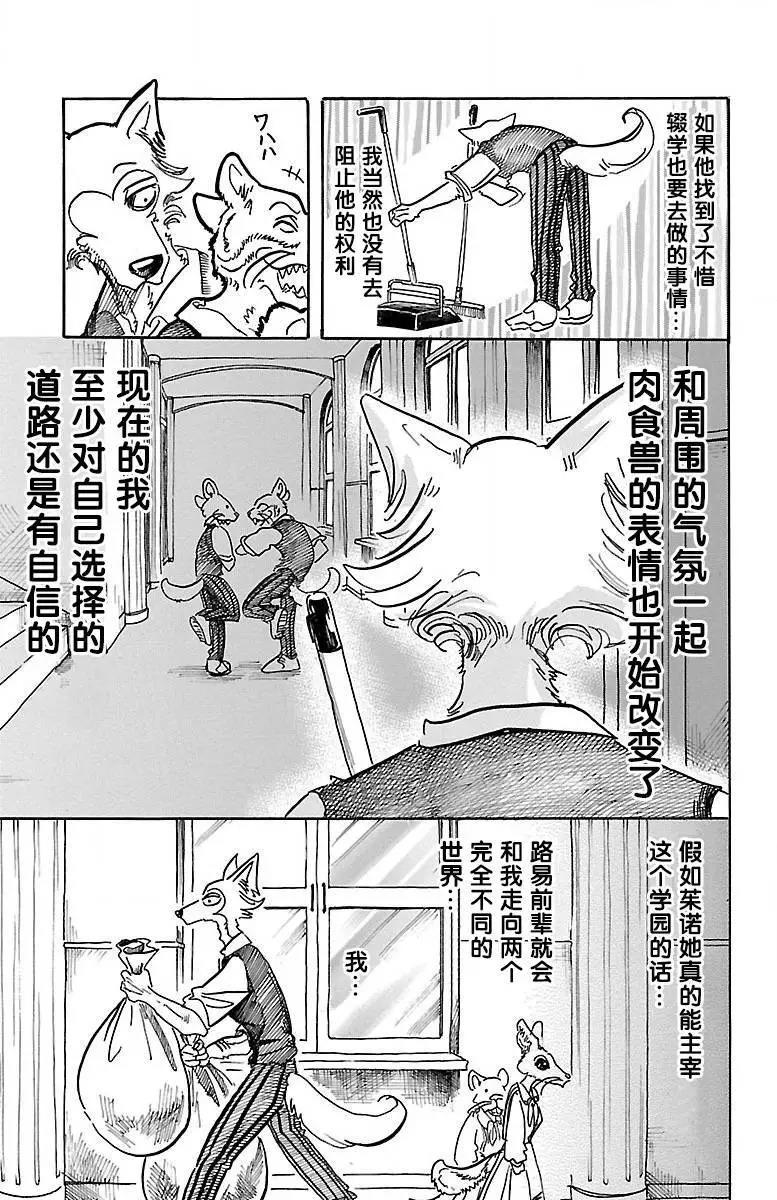 如果他找到了不惜
辍学也要去做的事情…
我当然也没有去
阻止他的权利
ワハハ
和周围的气氛一起
肉食兽的表情也开始改变了
现在的我
至少对自己选择的
道路还是有自信的
假如茱诺她真的能主宰
这个学园的话…
路易前辈就会
和我走向两个
完全不同的
世界…
我…